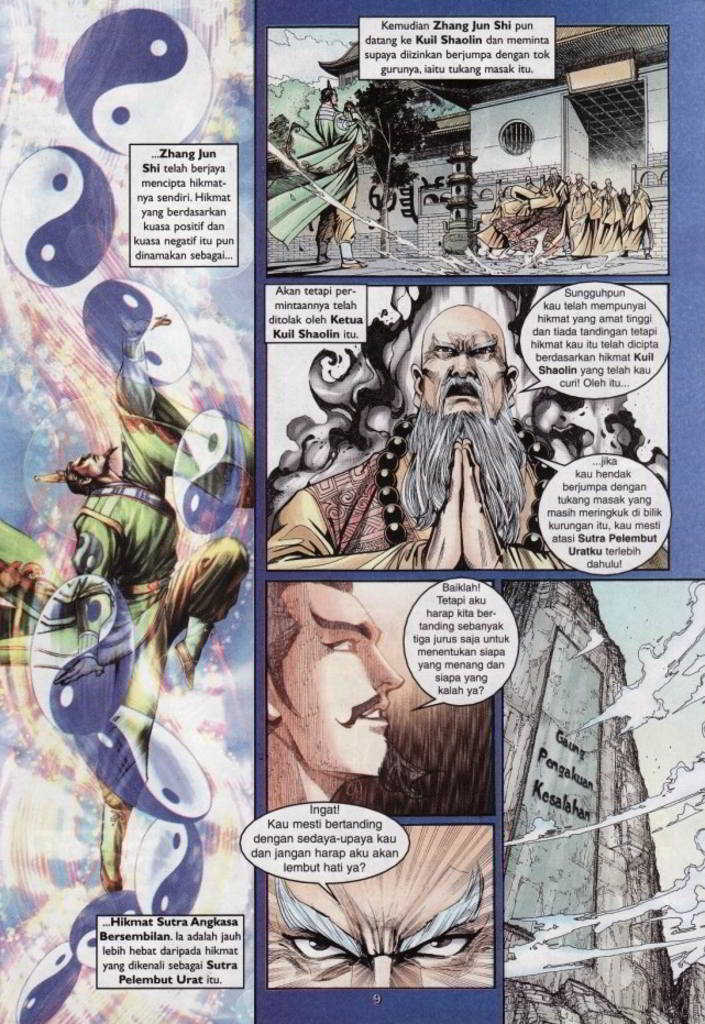 ...Zhang Jun
Shi telah berjaya
mencipta hikmat-
nya sendiri. Hikmat
yang berdasarkan
kuasa positif dan
kuasa negatif itu pun
dinamakan sebagai...
...Hikmat Sutra Angkasa
Bersembilan. Ia adalah jauh
lebih hebat daripada hikmat
yang dikenali sebagai Sutra
Pelembut Urat itu.
Kemudian Zhang Jun Shi pun
datang ke Kuil Shaolin dan meminta
supaya diizinkan berjumpa dengan tok
gurunya, iaitu tukang masak itu.
Akan tetapi per-
mintaannya telah
ditolak oleh Ketua
Kuil Shaolin itu.
Sungguhpun
kau telah mempunyai
hikmat yang amat tinggi
dan tiada tandingan tetapi
hikmat kau telah dicipta
berdasarkan hikmat Kuil
Shaolin yang telah kau
curi! Oleh itu...
...jika
kau hendak
berjumpa dengan
tukang masak yang
masih meringkuk di bilik
kurungan itu, kau mesti
atasi Sutra Pelembut
Uratku terlebih
dahulu!
Baiklah!
Tetapi aku
harap kita ber-
tanding sebanyak
tiga jurus saja untuk
menentukan siapa
yang menang dan
siapa yang
kalah ya?
Gaung
Pengakuan
Kesalahan
Ingat!
Kau mesti bertanding
dengan sedaya-upaya kau
dan jangan harap aku akan
lembut hati ya?
9